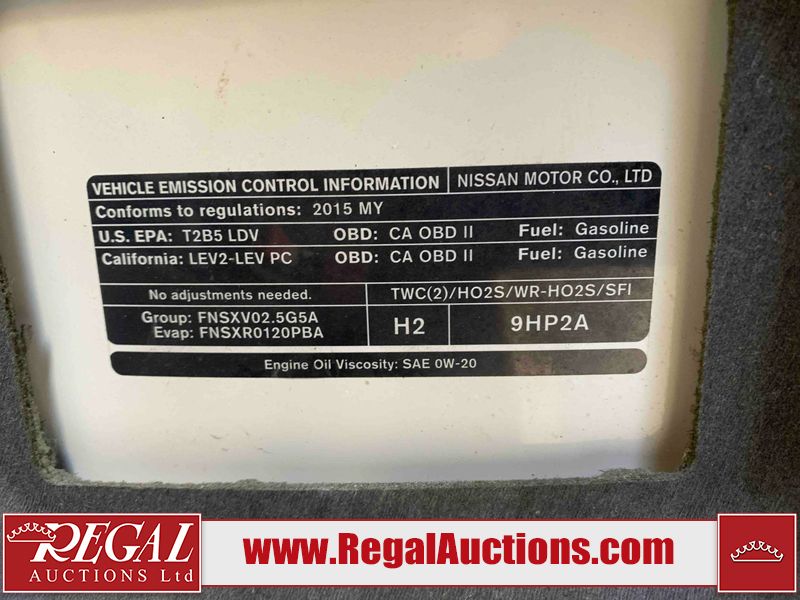 VEHICLE EMISSION CONTROL INFORMATION NISSAN MOTOR CO., LTD
Conforms to regulations: 2015 MY
U.S. EPA: T2B5 LDV OBD: CA OBD II Fuel: Gasoline
California: LEV2-LEV PC OBD: CA OBD II Fuel: Gasoline
No adjustments needed. TWC(2)/HO2S/WR-HO2S/SFI
Group: FNSXV02.5G5A
Evap: FNSXR0120PBA
H2 9HP2A
Engine Oil Viscosity: SAE 0W-20
REGAL
AUCTIONS Ltd
www.RegalAuctions.com